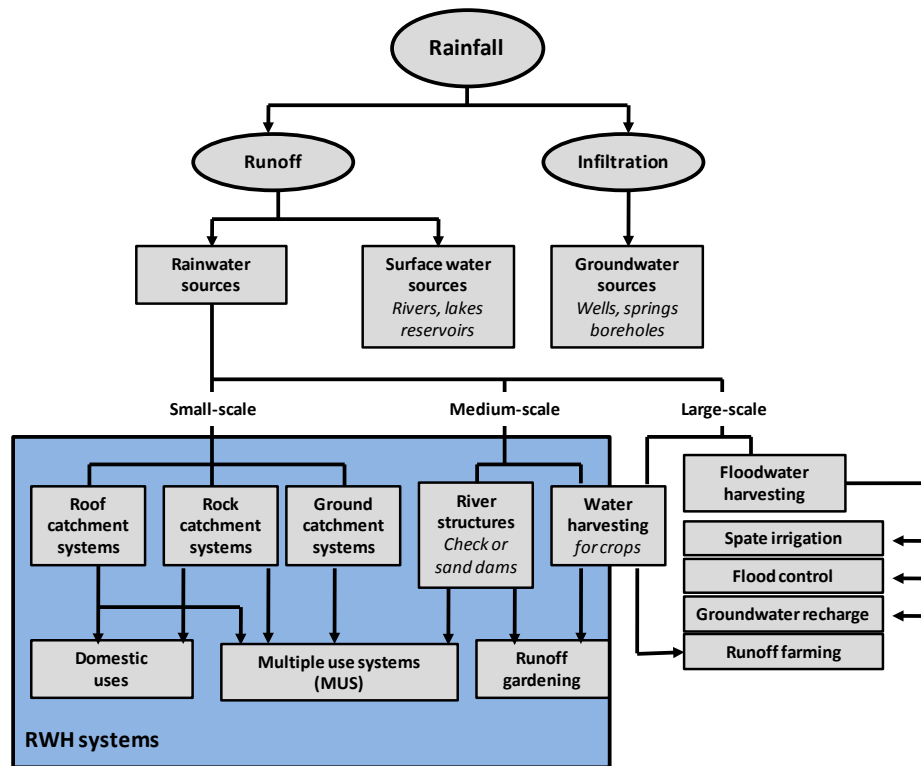 Rainfall
Runoff
Infiltration
Rainwater
sources
Surface water
sources
Rivers, lakes
reservoirs
Groundwater
sources
Wells, springs
boreholes
Small-scale
Medium-scale
Large-scale
Roof
catchment
systems
Rock
catchment
systems
Ground
catchment
systems
River
structures
Check or
sand dams
Water
harvesting
for crops
Floodwater
harvesting
Spate irrigation
Flood control
Groundwater recharge
Runoff farming
Domestic
uses
Multiple use systems
(MUS)
Runoff
gardening
RWH systems